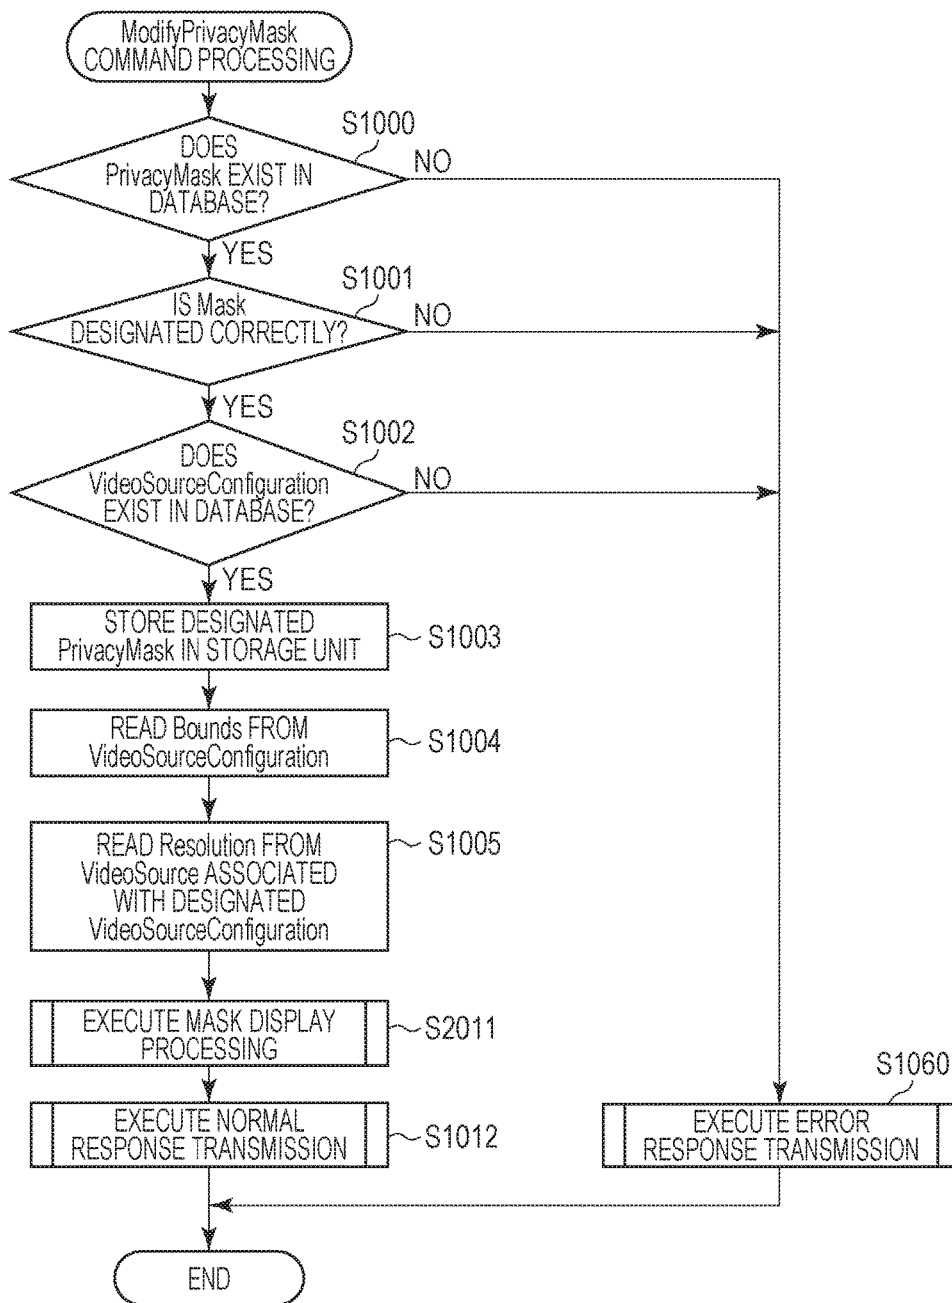 ModifyPrivacyMask
COMMAND PROCESSING
S1000
DOES
PrivacyMask EXIST IN
DATABASE?
NO
YES
S1001
IS Mask
DESIGNATED CORRECTLY?
NO
YES
S1002
DOES
VideoSourceConfiguration
EXIST IN DATABASE?
NO
YES
STORE DESIGNATED
PrivacyMask IN STORAGE UNIT
S1003
READ Bounds FROM
VideoSourceConfiguration
S1004
READ Resolution FROM
VideoSource ASSOCIATED
WITH DESIGNATED
VideoSourceConfiguration
S1005
EXECUTE MASK DISPLAY
PROCESSING
S2011
EXECUTE NORMAL
RESPONSE TRANSMISSION
S1012
S1060
EXECUTE ERROR
RESPONSE TRANSMISSION
END